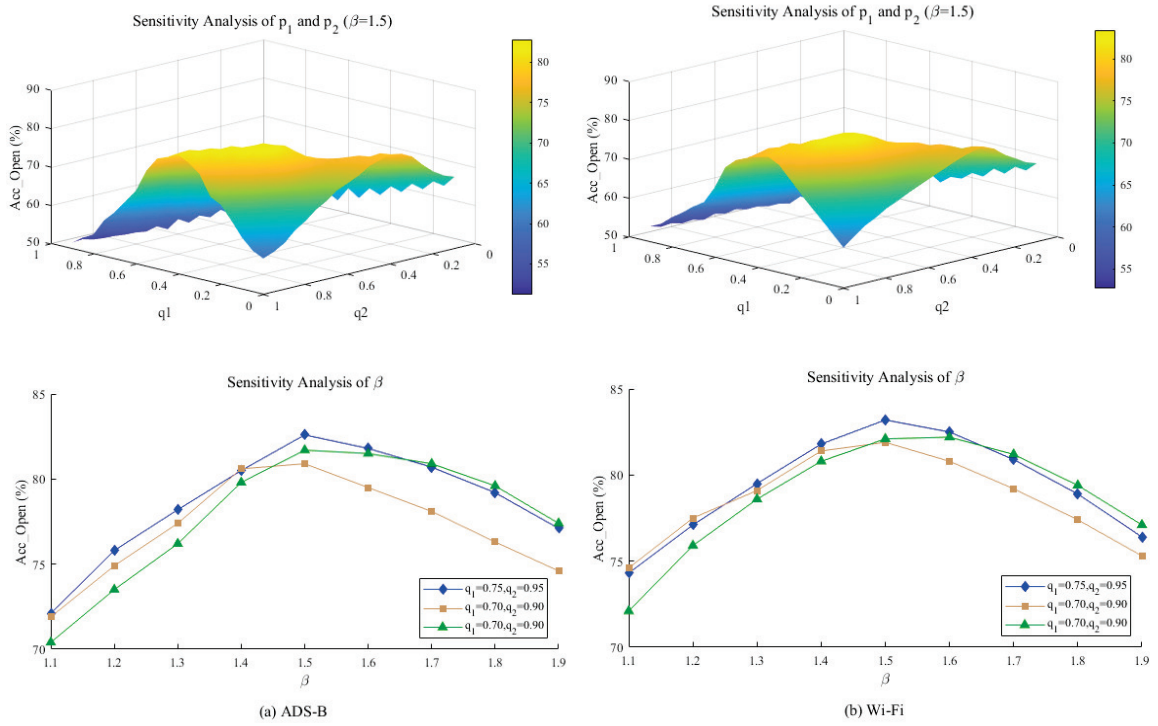 Sensitivity Analysis of p1 and p2 (β=1.5)
90
80
70
60
50
Acc_Open (%)
1
0.8
0.6
0.4
0.2
0
q1
1
0.8
0.6
0.4
0.2
0
q2
80
75
70
65
60
55
Sensitivity Analysis of p1 and p2 (β=1.5)
90
80
70
60
50
Acc_Open (%)
1
0.8
0.6
0.4
0.2
0
q1
1
0.8
0.6
0.4
0.2
0
q2
80
75
70
65
60
55
Sensitivity Analysis of β
85
80
75
70
Acc_Open (%)
q1=0.75,q2=0.95
q1=0.70,q2=0.90
q1=0.70,q2=0.90
1.1 1.2 1.3 1.4 1.5 1.6 1.7 1.8 1.9
β
(a) ADS-B
Sensitivity Analysis of β
85
80
75
70
Acc_Open (%)
q1=0.75,q2=0.95
q1=0.70,q2=0.90
q1=0.70,q2=0.90
1.1 1.2 1.3 1.4 1.5 1.6 1.7 1.8 1.9
β
(b) Wi-Fi